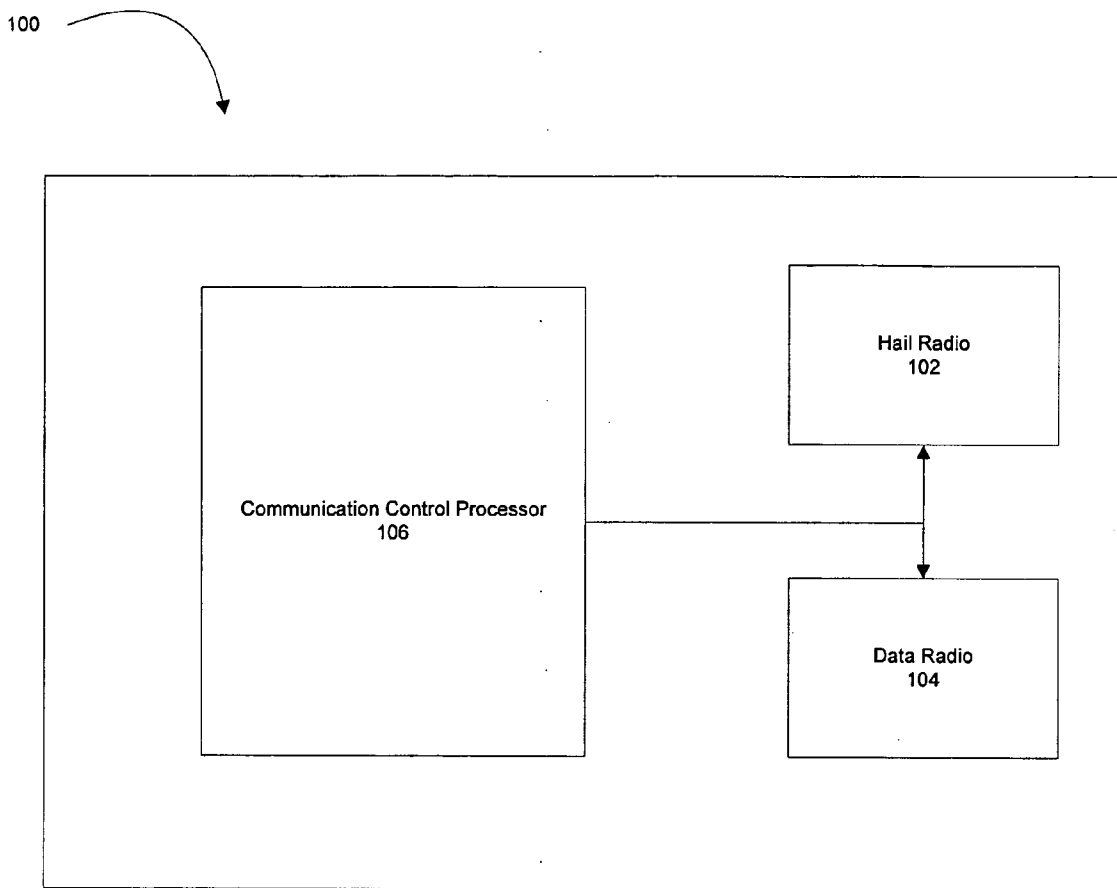 100
Hail Radio
102
Communication Control Processor
106
Data Radio
104